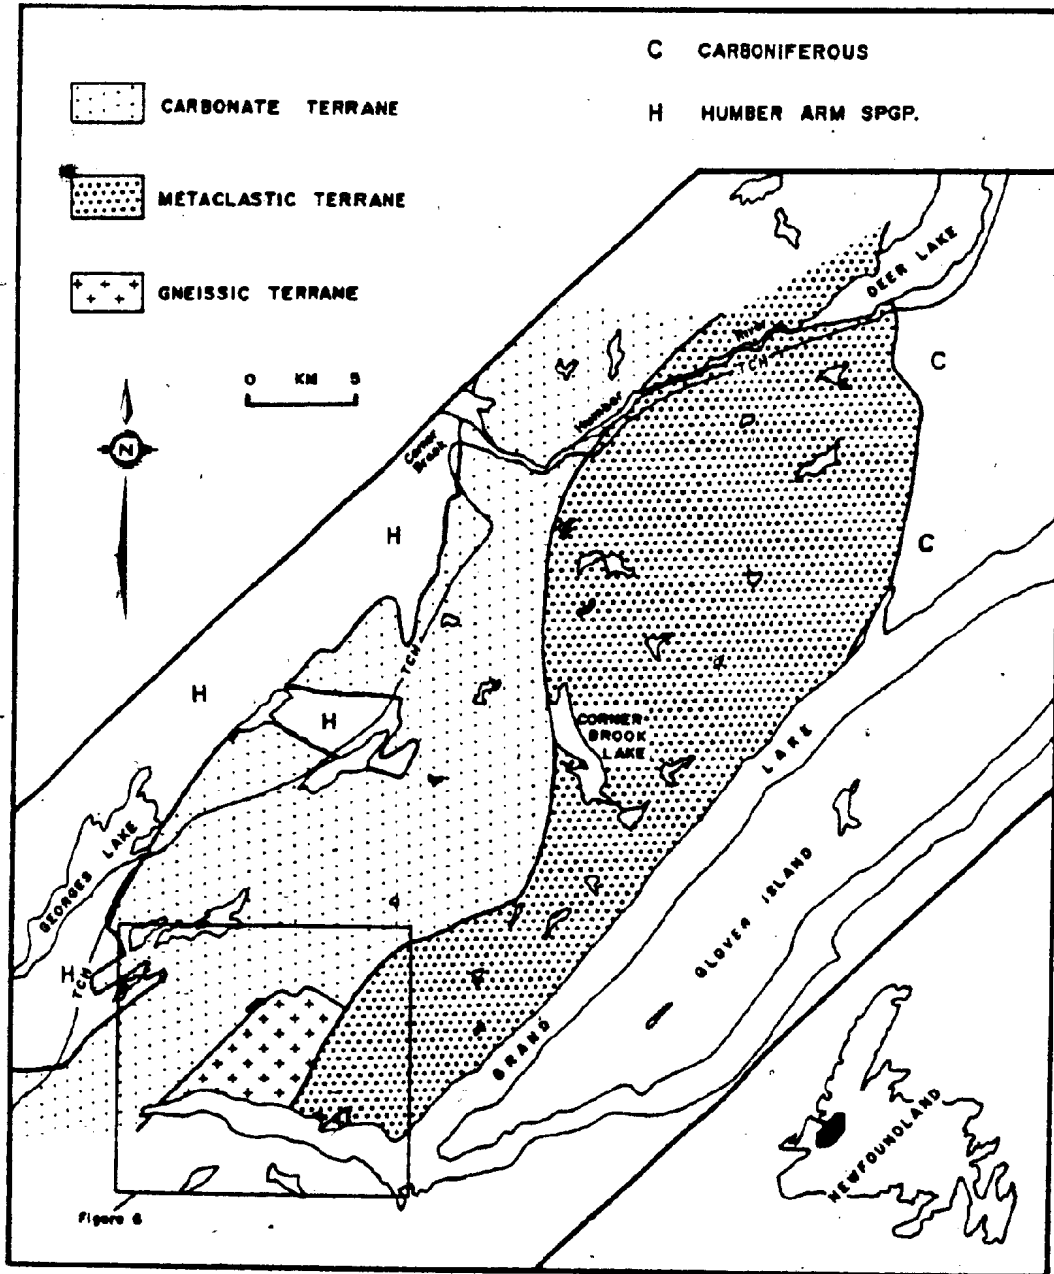 C CARBONIFEROUS
CARBONATE TERRANE
H HUMBER ARM SPGP.
METACLASTIC TERRANE
GNEISSIC TERRANE
DEER LAKE
0 KM 5
River
TCH
C
Humber
N
Corner
Brook
H
C
TCH
H
H
CORNER
BROOK
LAKE
LAKE
GEORGES LAKE
GLOVER ISLAND
H
TCH
GRAND
NEWFOUNDLAND
Figure 6